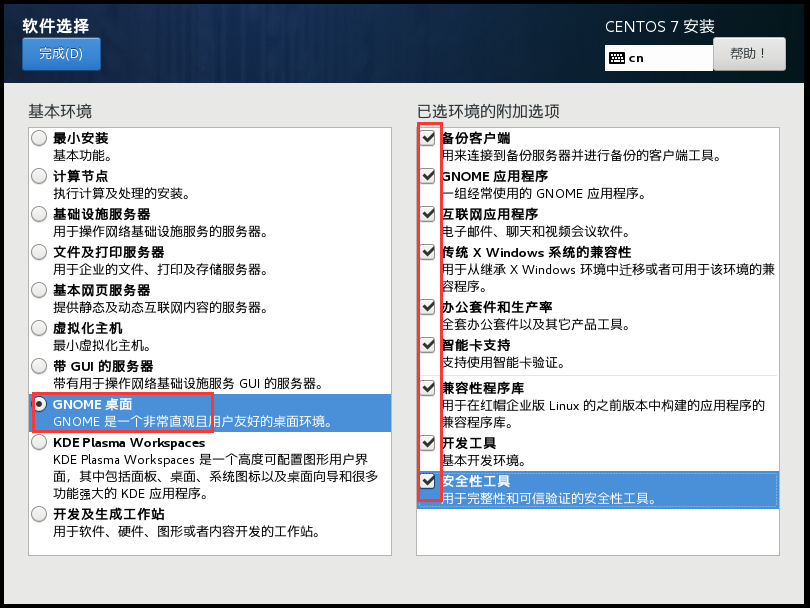 软件选择
完成(D)
CENTOS 7 安装
cn
帮助！
基本环境
最小安装
基本功能。
计算节点
执行计算及处理的安装。
基础设施服务器
用于操作网络基础设施服务的服务器。
文件及打印服务器
用于企业的文件、打印及存储服务器。
基本网页服务器
提供静态及动态互联网内容的服务器。
虚拟化主机
最小虚拟化主机。
带 GUI 的服务器
带有用于操作网络基础设施服务 GUI 的服务器。
GNOME 桌面
GNOME 是一个非常直观且用户友好的桌面环境。
KDE Plasma Workspaces
KDE Plasma Workspaces 是一个高度可配置图形用户界
面，其中包括面板、桌面、系统图标以及桌面向导和很多
功能强大的 KDE 应用程序。
开发及生成工作站
用于软件、硬件、图形或者内容开发的工作站。
已选环境的附加选项
备份客户端
用来连接到备份服务器并进行备份的客户端工具。
GNOME 应用程序
一组经常使用的 GNOME 应用程序。
互联网应用程序
电子邮件、聊天和视频会议软件。
传统 X Windows 系统的兼容性
用于从继承 X Windows 环境中迁移或者可用于该环境的兼
容程序。
办公套件和生产率
全套办公套件以及其它产品工具。
智能卡支持
支持使用智能卡验证。
兼容性程序库
用于在红帽企业版 Linux 的之前版本中构建的应用程序的
兼容程序库。
开发工具
基本开发环境。
安全性工具
用于完整性和可信验证的安全性工具。